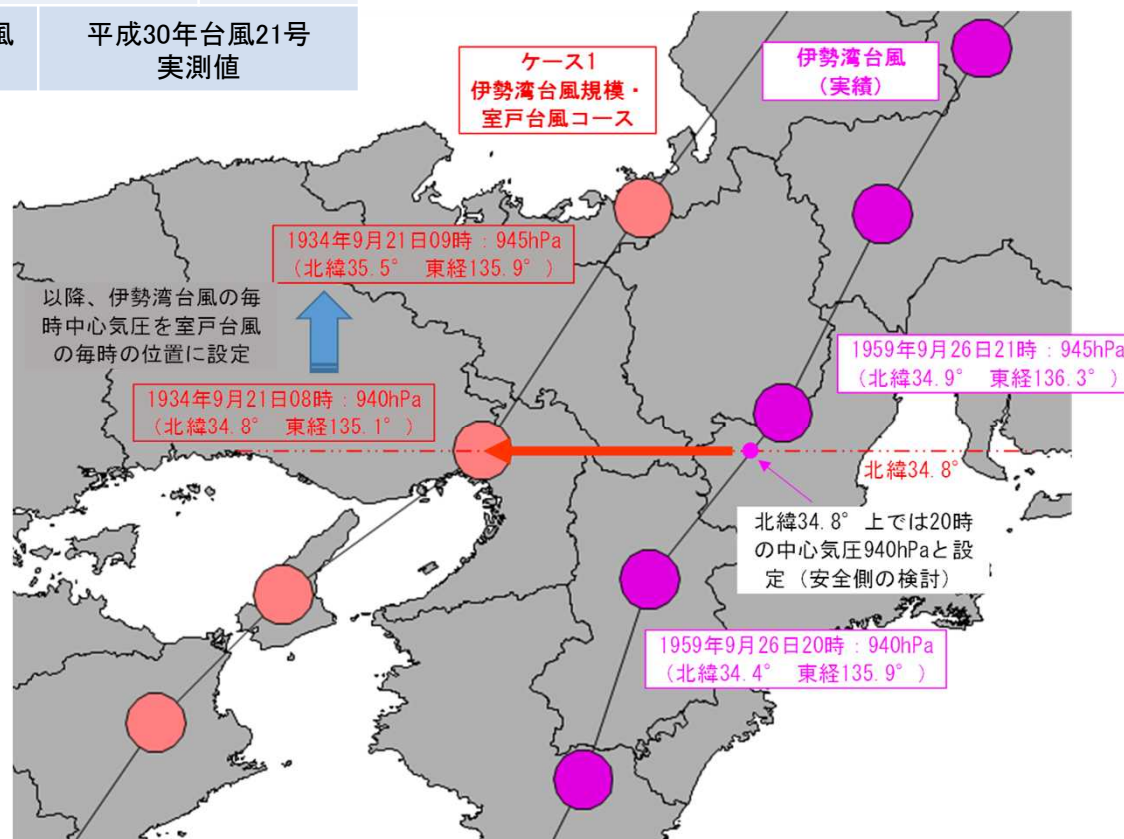 風
平成30年台風21号
実測値
ケース1
伊勢湾台風規模・
室戸台風コース
伊勢湾台風
(実績)
1934年9月21日09時:945hPa
(北緯35.5° 東経135.9°)
以降、伊勢湾台風の毎
時中心気圧を室戸台風
の毎時の位置に設定
1959年9月26日21時:945hPa
(北緯34.9° 東経136.3°)
1934年9月21日08時:940hPa
(北緯34.8° 東経135.1°)
北緯34.8°
北緯34.8° 上では20時
の中心気圧940hPaと設
定(安全側の検討)
1959年9月26日20時:940hPa
(北緯34.4° 東経135.9°)